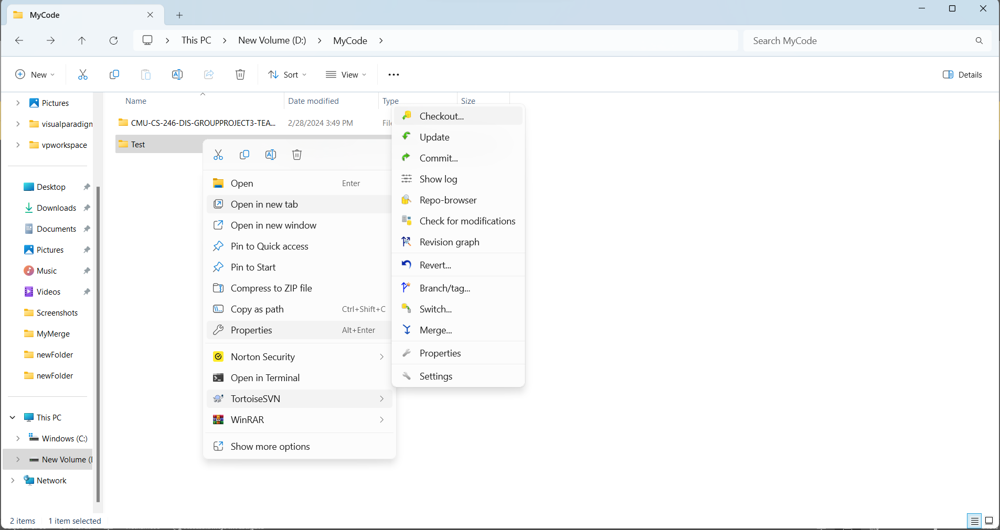 MyCode
This PC
New Volume (D:)
MyCode
Search MyCode
New
Sort
View
Details
Name
Date modified
Type
Size
Pictures
visualparadign
vpworkspace
Desktop
Downloads
Documents
Pictures
Music
Videos
Screenshots
MyMerge
newFolder
newFolder
This PC
Windows (C:)
New Volume (
Network
CMU-CS-246-DIS-GROUPPROJECT3-TEA...
2/28/2024 3:49 PM
File
Test
Open Enter
Open in new tab
Open in new window
Pin to Quick access
Pin to Start
Compress to ZIP file
Copy as path Ctrl+Shift+C
Properties Alt+Enter
Norton Security
Open in Terminal
TortoiseSVN
WinRAR
Show more options
Checkout...
Update
Commit...
Show log
Repo-browser
Check for modifications
Revision graph
Revert...
Branch/tag...
Switch...
Merge...
Properties
Settings
2 items
1 item selected